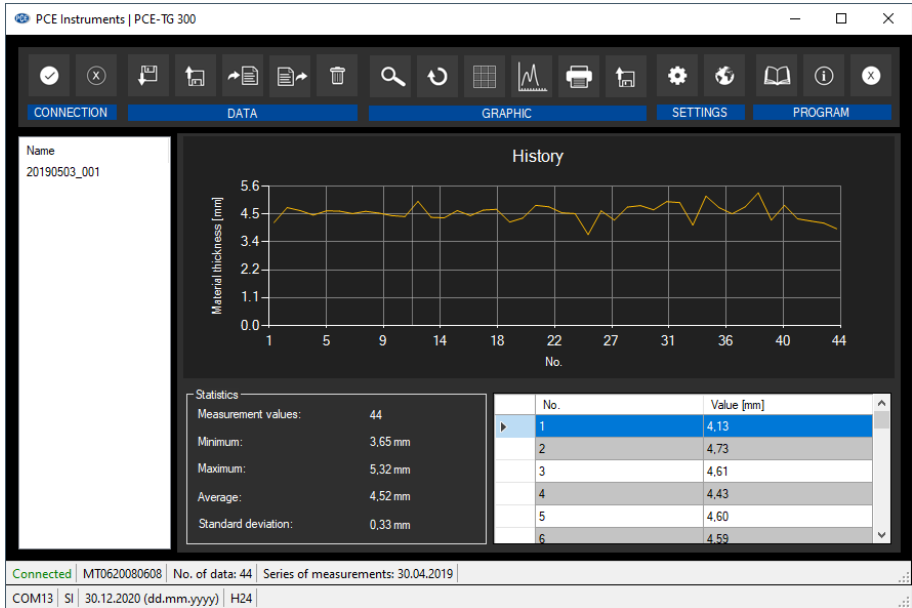 PCE Instruments | PCE-TG 300
CONNECTION DATA GRAPHIC SETTINGS PROGRAM
Name
20190503_001
History
Material thickness [mm]
5.6
4.5
3.4
2.2
1.1
0.0
1 5 9 14 18 22 27 31 36 40 44
No.
Statistics
Measurement values: 44
Minimum: 3,65 mm
Maximum: 5,32 mm
Average: 4,52 mm
Standard deviation: 0,33 mm
No. Value [mm]
1 4,13
2 4,73
3 4,61
4 4,43
5 4,60
6 4,59
Connected MT0620080608 No. of data: 44 Series of measurements: 30.04.2019
COM13 SI 30.12.2020 (dd.mm.yyyy) H24